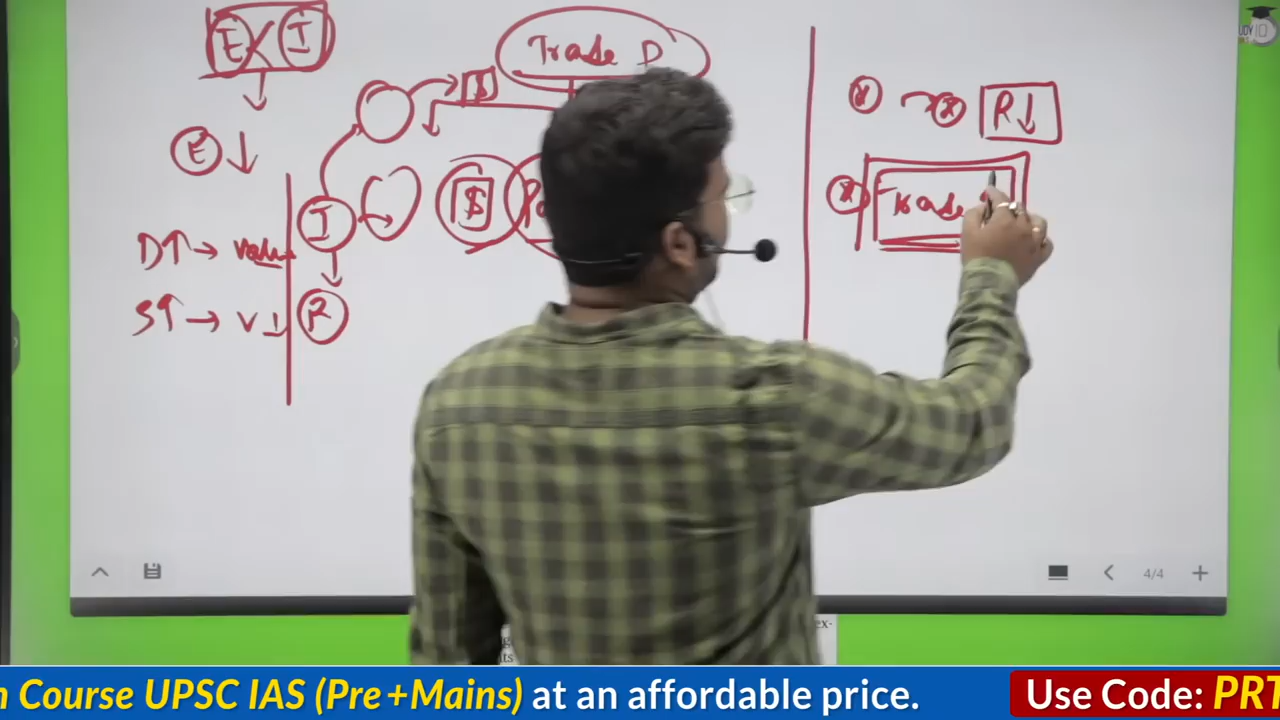 E < I
Trade D
$
R↓
E ↓
I
$
Trade
D↑ → value
S↑ → V↓
R
4/4
ex-
n Course UPSC IAS (Pre+Mains) at an affordable price.
Use Code: PRT